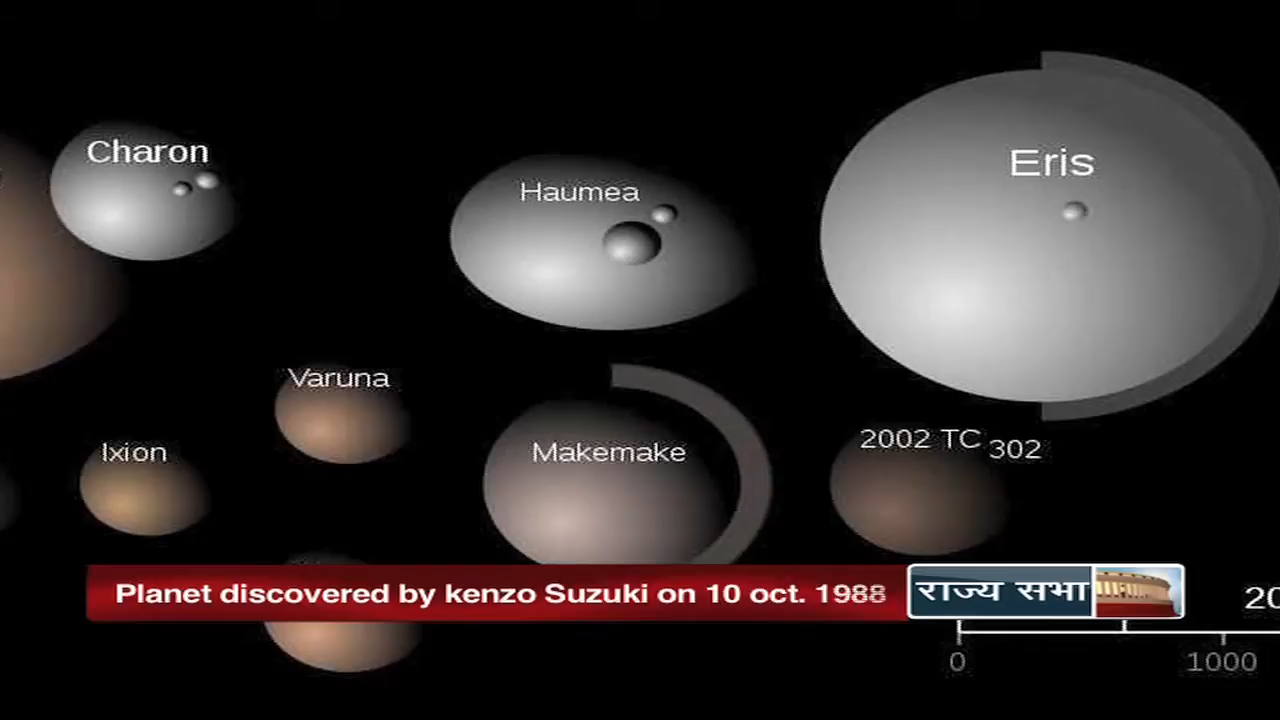 Charon
Haumea
Eris
Varuna
Ixion
Makemake
2002 TC 302
Planet discovered by kenzo Suzuki on 10 oct. 1988
राज्य सभा
20
0
1000